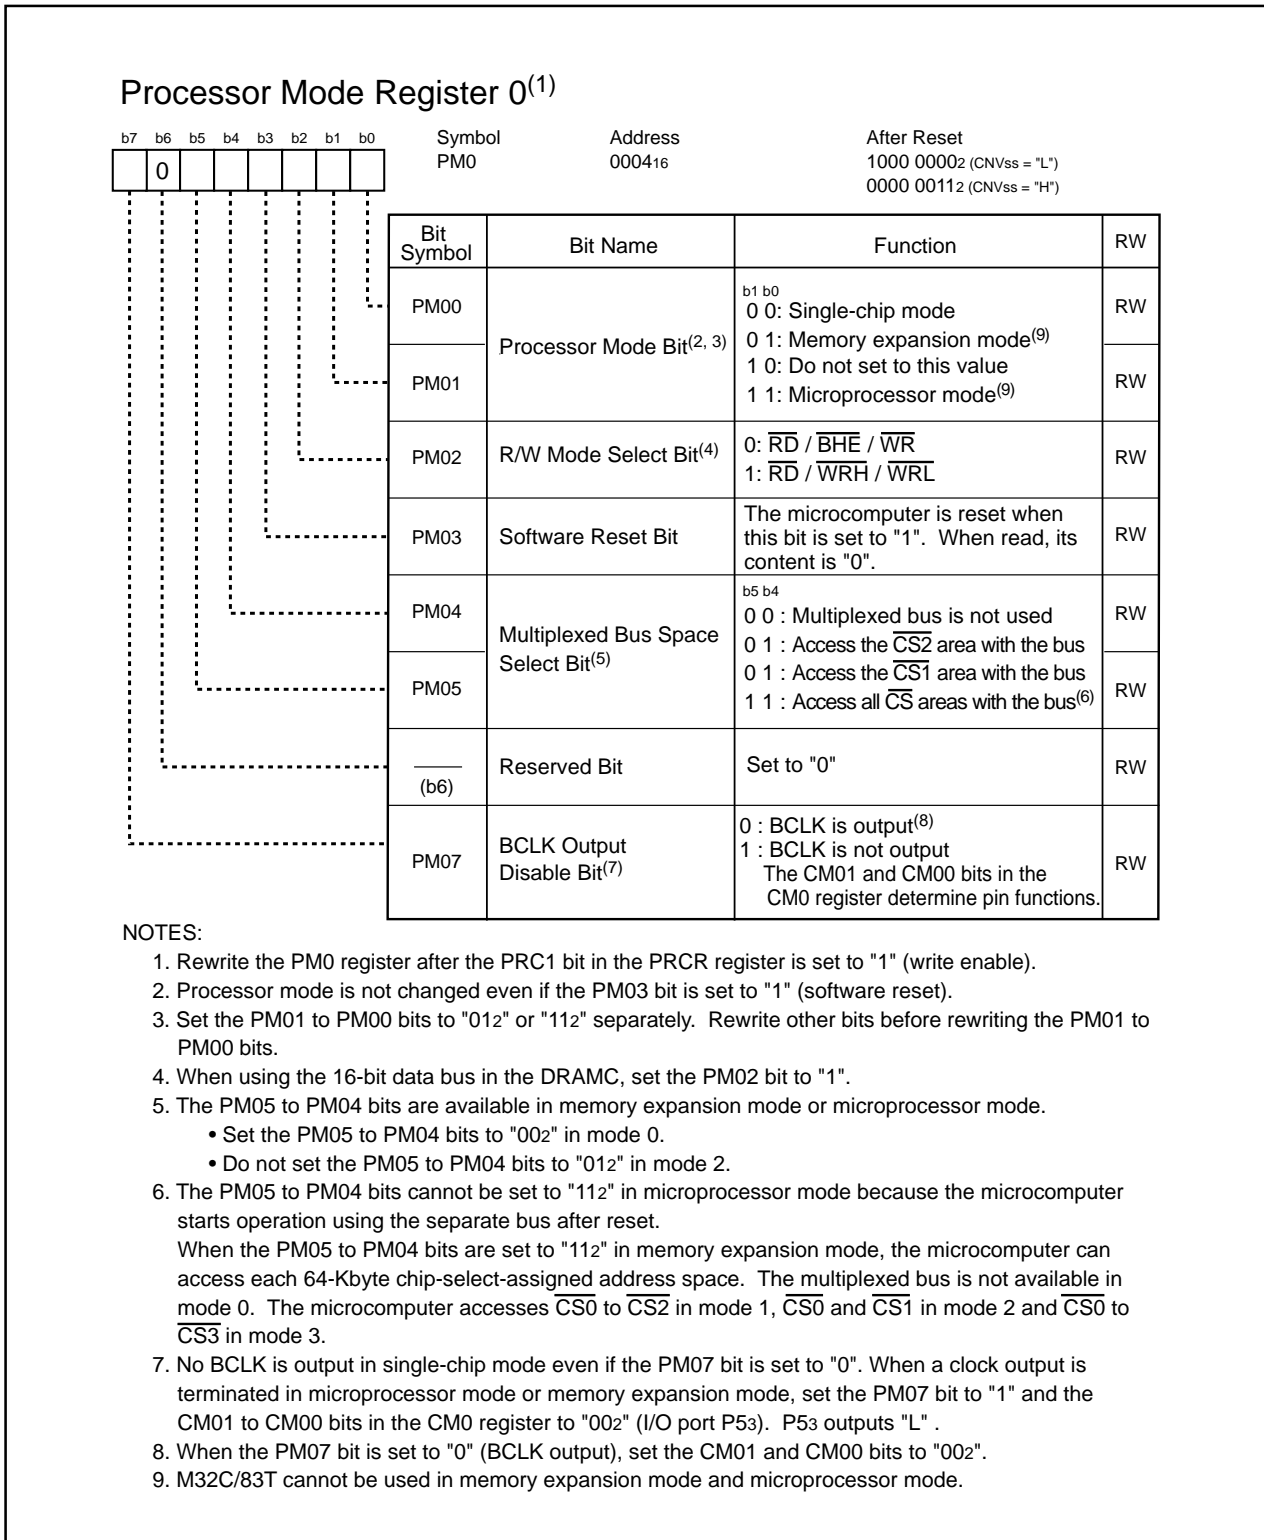 Processor Mode Register 0(1)
b7 b6 b5 b4 b3 b2 b1 b0
0
Symbol Address After Reset
PM0 000416 1000 00002 (CNVss = "L")
0000 00112 (CNVss = "H")
Bit Symbol Bit Name Function RW
PM00 RW
PM01 RW
Processor Mode Bit(2, 3)
b1 b0
0 0: Single-chip mode
0 1: Memory expansion mode(9)
1 0: Do not set to this value
1 1: Microprocessor mode(9)
PM02 R/W Mode Select Bit(4) RW
0: RD / BHE / WR
1: RD / WRH / WRL
PM03 Software Reset Bit RW
The microcomputer is reset when
this bit is set to "1". When read, its
content is "0".
PM04 RW
PM05 RW
Multiplexed Bus Space
Select Bit(5)
b5 b4
0 0 : Multiplexed bus is not used
0 1 : Access the CS2 area with the bus
0 1 : Access the CS1 area with the bus
1 1 : Access all CS areas with the bus(6)
(b6) Reserved Bit Set to "0" RW
PM07 RW
BCLK Output
Disable Bit(7)
0 : BCLK is output(8)
1 : BCLK is not output
The CM01 and CM00 bits in the
CM0 register determine pin functions.
NOTES:
1. Rewrite the PM0 register after the PRC1 bit in the PRCR register is set to "1" (write enable).
2. Processor mode is not changed even if the PM03 bit is set to "1" (software reset).
3. Set the PM01 to PM00 bits to "012" or "112" separately. Rewrite other bits before rewriting the PM01 to
PM00 bits.
4. When using the 16-bit data bus in the DRAMC, set the PM02 bit to "1".
5. The PM05 to PM04 bits are available in memory expansion mode or microprocessor mode.
• Set the PM05 to PM04 bits to "002" in mode 0.
• Do not set the PM05 to PM04 bits to "012" in mode 2.
6. The PM05 to PM04 bits cannot be set to "112" in microprocessor mode because the microcomputer
starts operation using the separate bus after reset.
When the PM05 to PM04 bits are set to "112" in memory expansion mode, the microcomputer can
access each 64-Kbyte chip-select-assigned address space. The multiplexed bus is not available in
mode 0. The microcomputer accesses CS0 to CS2 in mode 1, CS0 and CS1 in mode 2 and CS0 to
CS3 in mode 3.
7. No BCLK is output in single-chip mode even if the PM07 bit is set to "0". When a clock output is
terminated in microprocessor mode or memory expansion mode, set the PM07 bit to "1" and the
CM01 to CM00 bits in the CM0 register to "002" (I/O port P53). P53 outputs "L" .
8. When the PM07 bit is set to "0" (BCLK output), set the CM01 and CM00 bits to "002".
9. M32C/83T cannot be used in memory expansion mode and microprocessor mode.